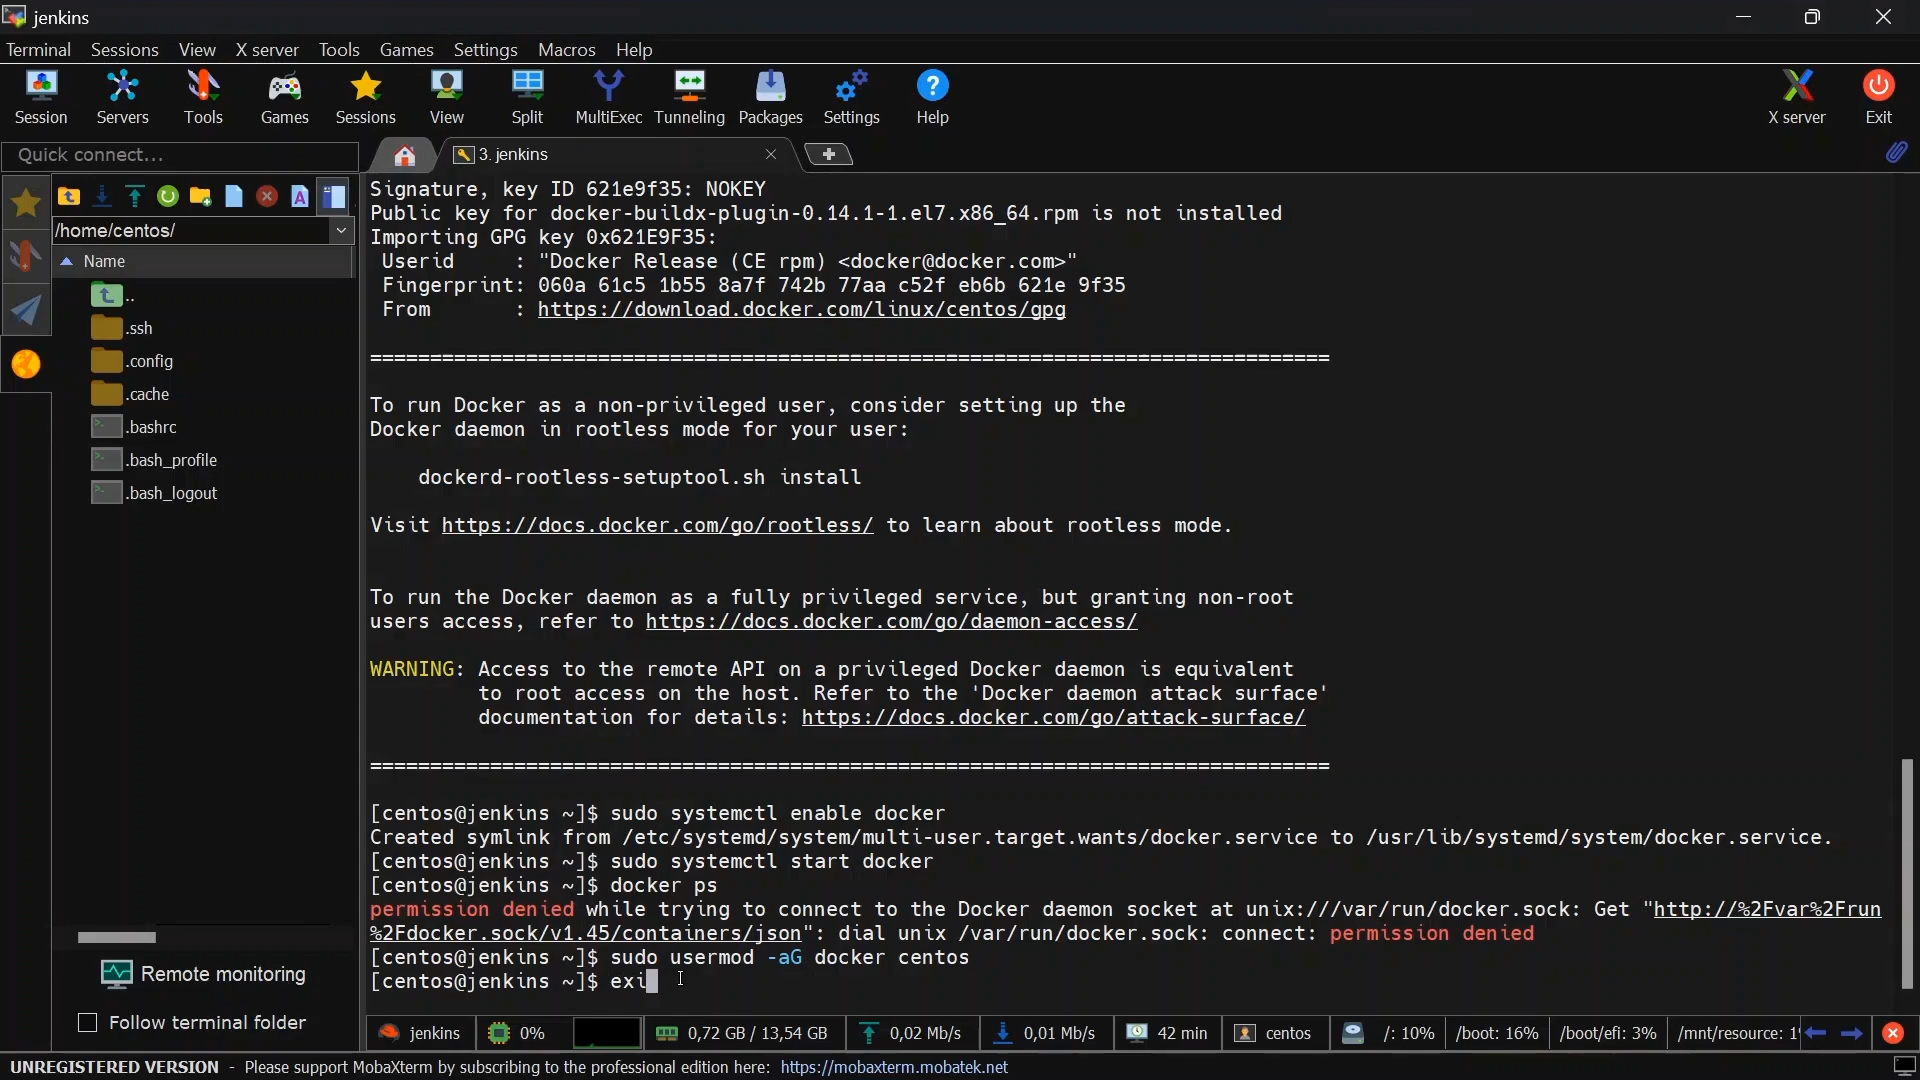 jenkins
Terminal Sessions View X server Tools Games Settings Macros Help
Session Servers Tools Games Sessions View Split MultiExec Tunneling Packages Settings Help X server Exit
Quick connect...
3. jenkins
/home/centos/
Name
..
.ssh
.config
.cache
.bashrc
.bash_profile
.bash_logout
Remote monitoring
Follow terminal folder
Signature, key ID 621e9f35: NOKEY
Public key for docker-buildx-plugin-0.14.1-1.el7.x86_64.rpm is not installed
Importing GPG key 0x621E9F35:
Userid     : "Docker Release (CE rpm) <docker@docker.com>"
Fingerprint: 060a 61c5 1b55 8a7f 742b 77aa c52f eb6b 621e 9f35
From       : https://download.docker.com/linux/centos/gpg
================================================================================
To run Docker as a non-privileged user, consider setting up the
Docker daemon in rootless mode for your user:
dockerd-rootless-setuptool.sh install
Visit https://docs.docker.com/go/rootless/ to learn about rootless mode.
To run the Docker daemon as a fully privileged service, but granting non-root
users access, refer to https://docs.docker.com/go/daemon-access/
WARNING: Access to the remote API on a privileged Docker daemon is equivalent
to root access on the host. Refer to the 'Docker daemon attack surface'
documentation for details: https://docs.docker.com/go/attack-surface/
================================================================================
[centos@jenkins ~]$ sudo systemctl enable docker
Created symlink from /etc/systemd/system/multi-user.target.wants/docker.service to /usr/lib/systemd/system/docker.service.
[centos@jenkins ~]$ sudo systemctl start docker
[centos@jenkins ~]$ docker ps
permission denied while trying to connect to the Docker daemon socket at unix:///var/run/docker.sock: Get "http://%2Fvar%2Frun
%2Fdocker.sock/v1.45/containers/json": dial unix /var/run/docker.sock: connect: permission denied
[centos@jenkins ~]$ sudo usermod -aG docker centos
[centos@jenkins ~]$ exi
jenkins 0% 0,72 GB / 13,54 GB 0,02 Mb/s 0,01 Mb/s 42 min centos /: 10% /boot: 16% /boot/efi: 3% /mnt/resource: 1
UNREGISTERED VERSION - Please support MobaXterm by subscribing to the professional edition here: https://mobaxterm.mobatek.net